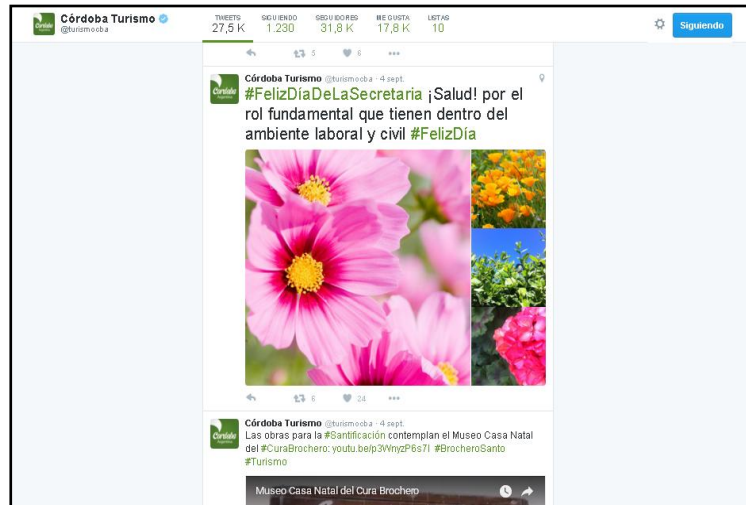 Córdoba Turismo
@turismocba
TWEETS
27,5 K
SIGUIENDO
1.230
SEGUIDORES
31,8 K
ME GUSTA
17,8 K
LISTAS
10
Siguiendo
5
6
Córdoba Turismo @turismocba · 4 sept.
#FelizDíaDeLaSecretaria ¡Salud! por el
rol fundamental que tienen dentro del
ambiente laboral y civil #FelizDía
6
24
Córdoba Turismo @turismocba · 4 sept.
Las obras para la #Santificación contemplan el Museo Casa Natal
del #CuraBrochero: youtu.be/p3WnyzP6s7I #BrocheroSanto
#Turismo
Museo Casa Natal del Cura Brochero